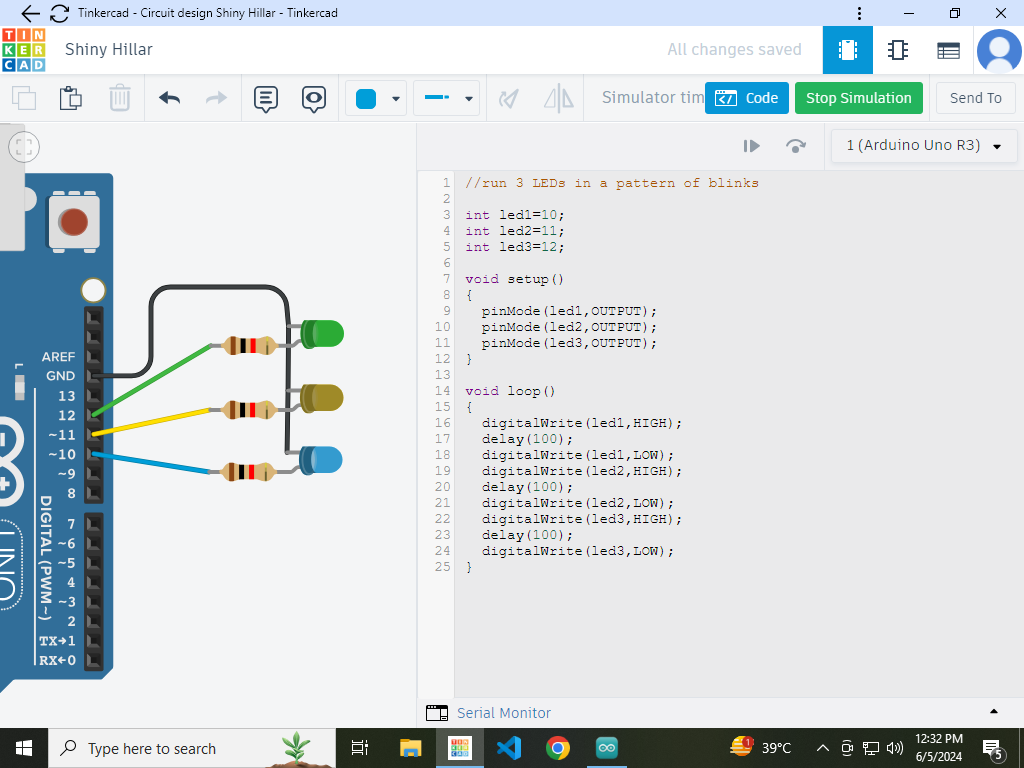 Tinkercad - Circuit design Shiny Hillar - Tinkercad
TIN
KER
CAD
Shiny Hillar
All changes saved
Simulator tim
Code
Stop Simulation
Send To
1 (Arduino Uno R3)
AREF
GND
13
12
~11
~10
~9
8
7
~6
~5
4
~3
2
TX→1
RX←0
DIGITAL (PWM~)
L
UNO
1 //run 3 LEDs in a pattern of blinks
2
3 int led1=10;
4 int led2=11;
5 int led3=12;
6
7 void setup()
8 {
9 pinMode(led1,OUTPUT);
10 pinMode(led2,OUTPUT);
11 pinMode(led3,OUTPUT);
12 }
13
14 void loop()
15 {
16 digitalWrite(led1,HIGH);
17 delay(100);
18 digitalWrite(led1,LOW);
19 digitalWrite(led2,HIGH);
20 delay(100);
21 digitalWrite(led2,LOW);
22 digitalWrite(led3,HIGH);
23 delay(100);
24 digitalWrite(led3,LOW);
25 }
Serial Monitor
Type here to search
TIN
KER
CAD
1
39°C
12:32 PM
6/5/2024
5